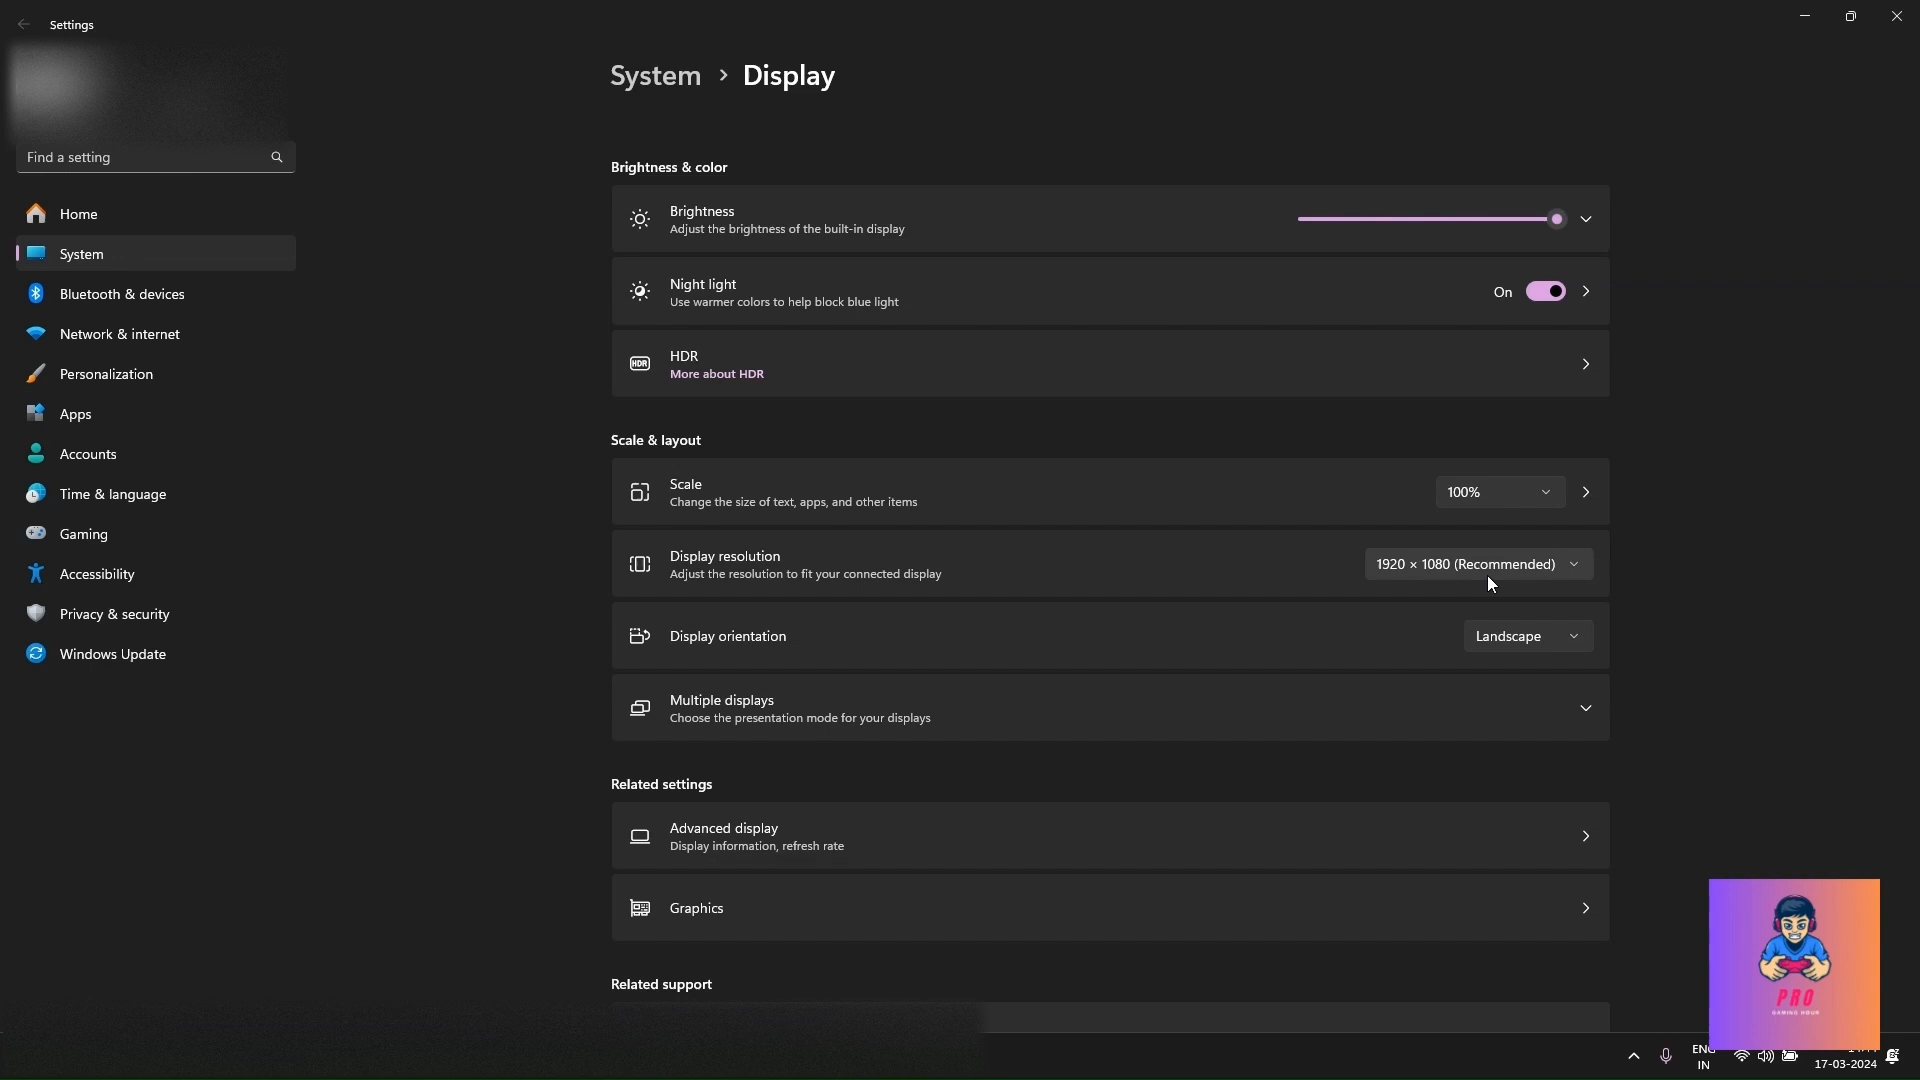 Settings
System > Display
Find a setting
Home
System
Bluetooth & devices
Network & internet
Personalization
Apps
Accounts
Time & language
Gaming
Accessibility
Privacy & security
Windows Update
Brightness & color
Brightness
Adjust the brightness of the built-in display
Night light
Use warmer colors to help block blue light
On
HDR
HDR
More about HDR
Scale & layout
Scale
Change the size of text, apps, and other items
100%
Display resolution
Adjust the resolution to fit your connected display
1920 × 1080 (Recommended)
Display orientation
Landscape
Multiple displays
Choose the presentation mode for your displays
Related settings
Advanced display
Display information, refresh rate
Graphics
Related support
PRO
GAMING HOUR
ENG
IN
17-03-2024